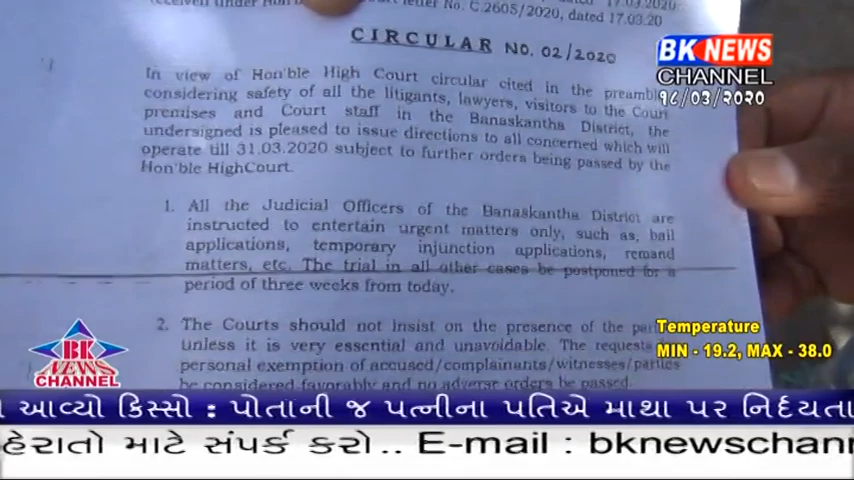 received under Hon'b
ourt letter No. C.2605/2020, dated 17.03.20
CIRCULAR NO. 02/2020
In view of Hon'ble High Court circular cited in the preamble
considering safety of all the litigants, lawyers, visitors to the Court
premises and Court staff in the Banaskantha District, the
undersigned is pleased to issue directions to all concerned which will
operate till 31.03.2020 subject to further orders being passed by the
Hon'ble HighCourt.
1. All the Judicial Officers of the Banaskantha District are
instructed to entertain urgent matters only, such as, bail
applications, temporary injunction applications, remand
matters, etc. The trial in all other cases be postponed for a
period of three weeks from today.
2. The Courts should not insist on the presence of the par
unless it is very essential and unavoidable. The requests
personal exemption of accused/complainants/witnesses/parties
be considered favorably and no adverse orders be passed.
BK NEWS
CHANNEL
૧૮/03/૨0૨0
Temperature
MIN - 19.2, MAX - 38.0
BK
NEWS
CHANNEL
આવ્યો કિસ્સો : પોતાની જ પત્નીના પતિએ માથા પર નિર્દયતા
હેરાતો માટે સંપર્ક કરો... E-mail : bknewschann